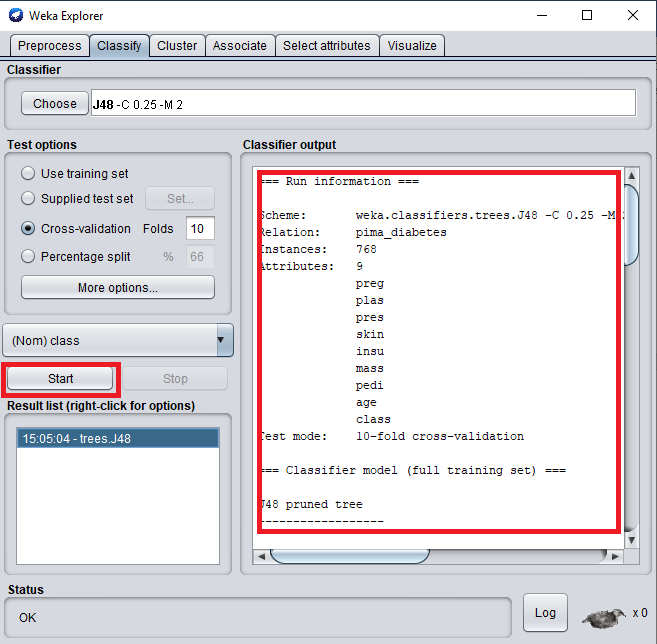 Weka Explorer
Preprocess Classify Cluster Associate Select attributes Visualize
Classifier
Choose J48 -C 0.25 -M 2
Test options
Use training set
Supplied test set Set...
Cross-validation Folds 10
Percentage split % 66
More options...
(Nom) class
Start Stop
Result list (right-click for options)
15:05:04 - trees.J48
Classifier output
=== Run information ===
Scheme: weka.classifiers.trees.J48 -C 0.25 -M 2
Relation: pima_diabetes
Instances: 768
Attributes: 9
preg
plas
pres
skin
insu
mass
pedi
age
class
Test mode: 10-fold cross-validation
=== Classifier model (full training set) ===
J48 pruned tree
------------------
Status
OK
Log x 0